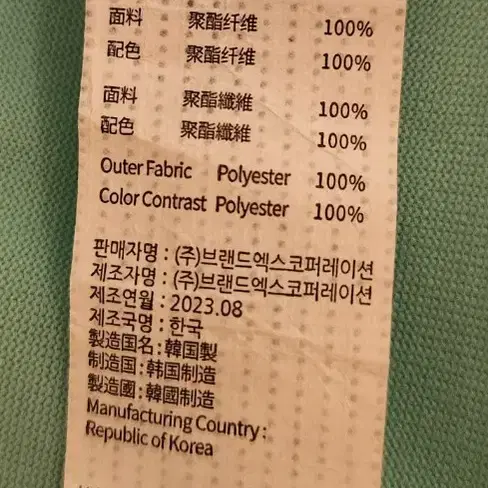 面料 聚酯纤维 100%
配色 聚酯纤维 100%
面料 聚酯纖維 100%
配色 聚酯纖維 100%
Outer Fabric Polyester 100%
Color Contrast Polyester 100%
판매자명 : (주)브랜드엑스코퍼레이션
제조자명 : (주)브랜드엑스코퍼레이션
제조연월 : 2023.08
제조국명 : 한국
製造国名 : 韓国製
制造国 : 韩国制造
製造圏 : 韓國制造
Manufacturing Country :
Republic of Korea